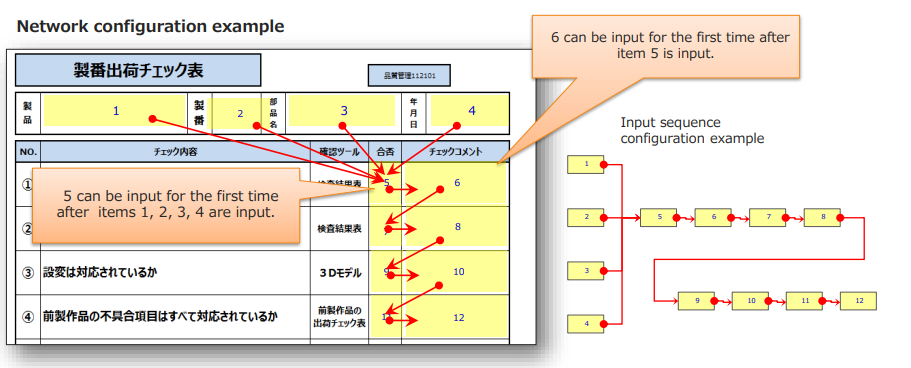 Network configuration example
6 can be input for the first time after
item 5 is input.
製番出荷チェック表
品質管理112101
製品
1
製番
2
部品名
3
年月日
4
NO.
チェック内容
確認ツール
合否
チェックコメント
①
検査結果表
5
6
5 can be input for the first time
after items 1, 2, 3, 4 are input.
②
検査結果表
7
8
③
設変は対応されているか
3Dモデル
9
10
④
前製作品の不具合項目はすべて対応されているか
前製作品の
出荷チェック表
11
12
Input sequence
configuration example
1
2
5
6
7
8
3
9
10
11
12
4